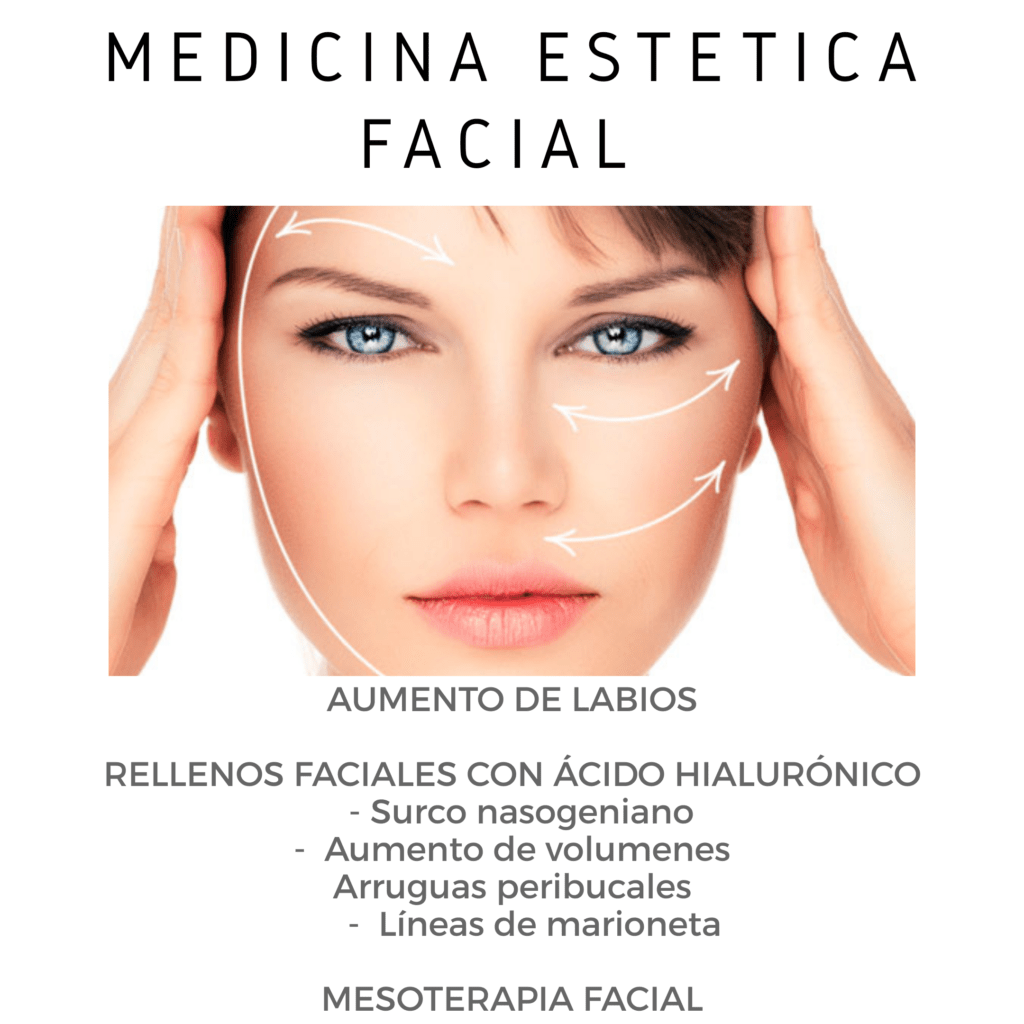 MEDICINA ESTETICA
FACIAL
AUMENTO DE LABIOS
RELLENOS FACIALES CON ÁCIDO HIALURÓNICO
- Surco nasogeniano
- Aumento de volumenes
Arruguas peribucales
- Líneas de marioneta
MESOTERAPIA FACIAL